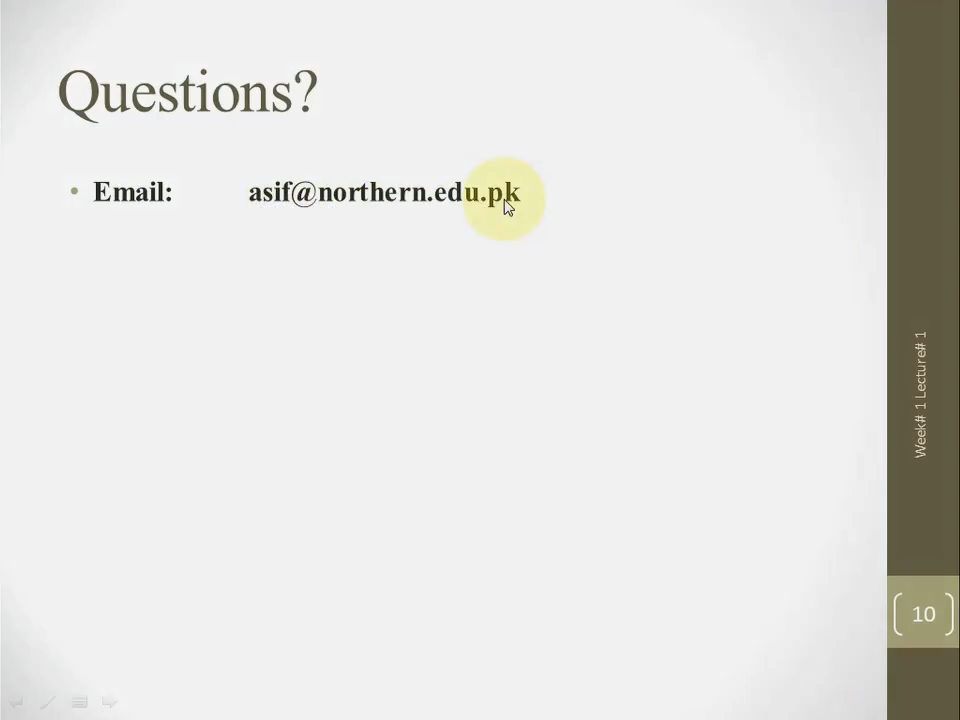 Questions?
• Email: asif@northern.edu.pk
Week# 1 Lecture# 1
10